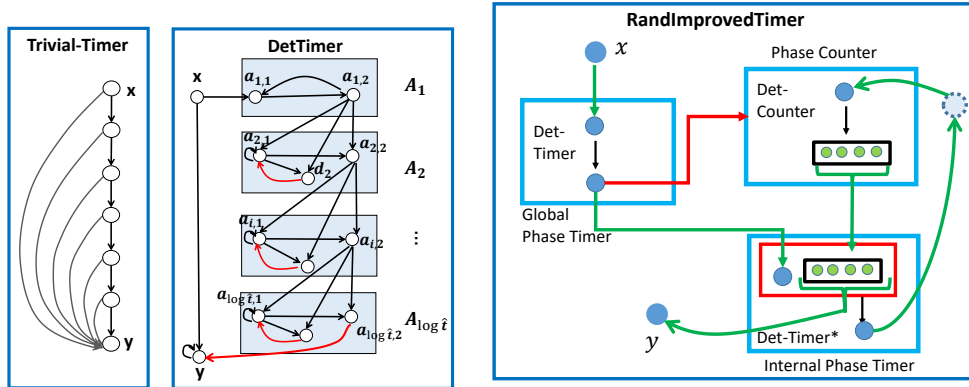 Trivial-Timer
x
y
DetTimer
x
a1,1
a1,2
A1
a2,1
a2,2
d2
A2
ai,1
ai,2
⋮
alog t̂,1
alog t̂,2
Alog t̂
y
RandImprovedTimer
x
Det-
Timer
Global
Phase Timer
Phase Counter
Det-
Counter
y
Det-Timer*
Internal Phase Timer